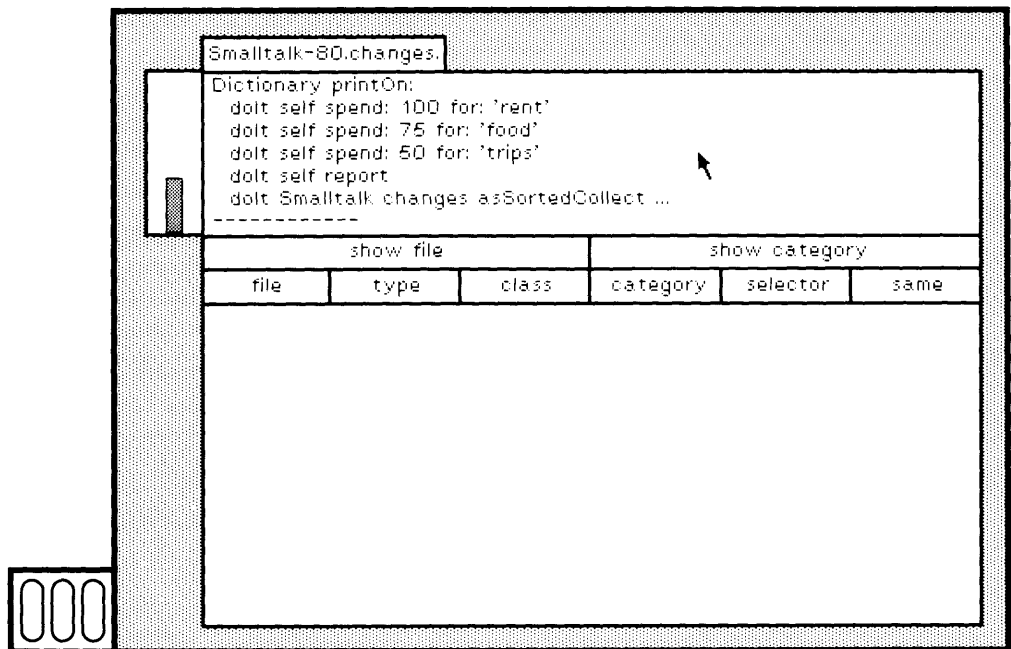 Smalltalk-80.changes.
Dictionary printOn:
doIt self spend: 100 for: 'rent'
doIt self spend: 75 for: 'food'
doIt self spend: 50 for: 'trips'
doIt self report
doIt Smalltalk changes asSortedCollect ...
------------
show file show category
file type class category selector same